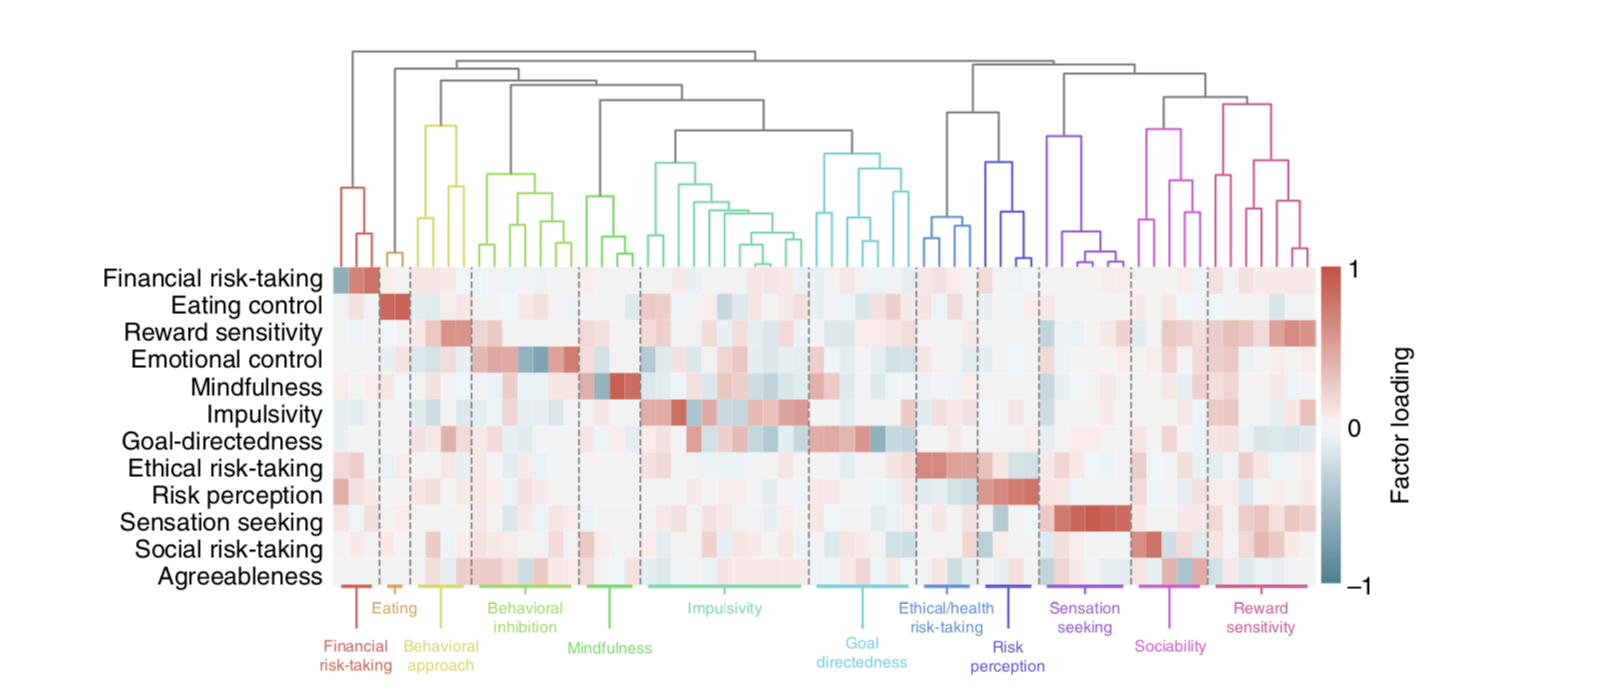 Financial risk-taking
Eating control
Reward sensitivity
Emotional control
Mindfulness
Impulsivity
Goal-directedness
Ethical risk-taking
Risk perception
Sensation seeking
Social risk-taking
Agreeableness
1
0
−1
Factor loading
Financial
risk-taking
Eating
Behavioral
approach
Behavioral
inhibition
Mindfulness
Impulsivity
Goal
directedness
Ethical/health
risk-taking
Risk
perception
Sensation
seeking
Sociability
Reward
sensitivity